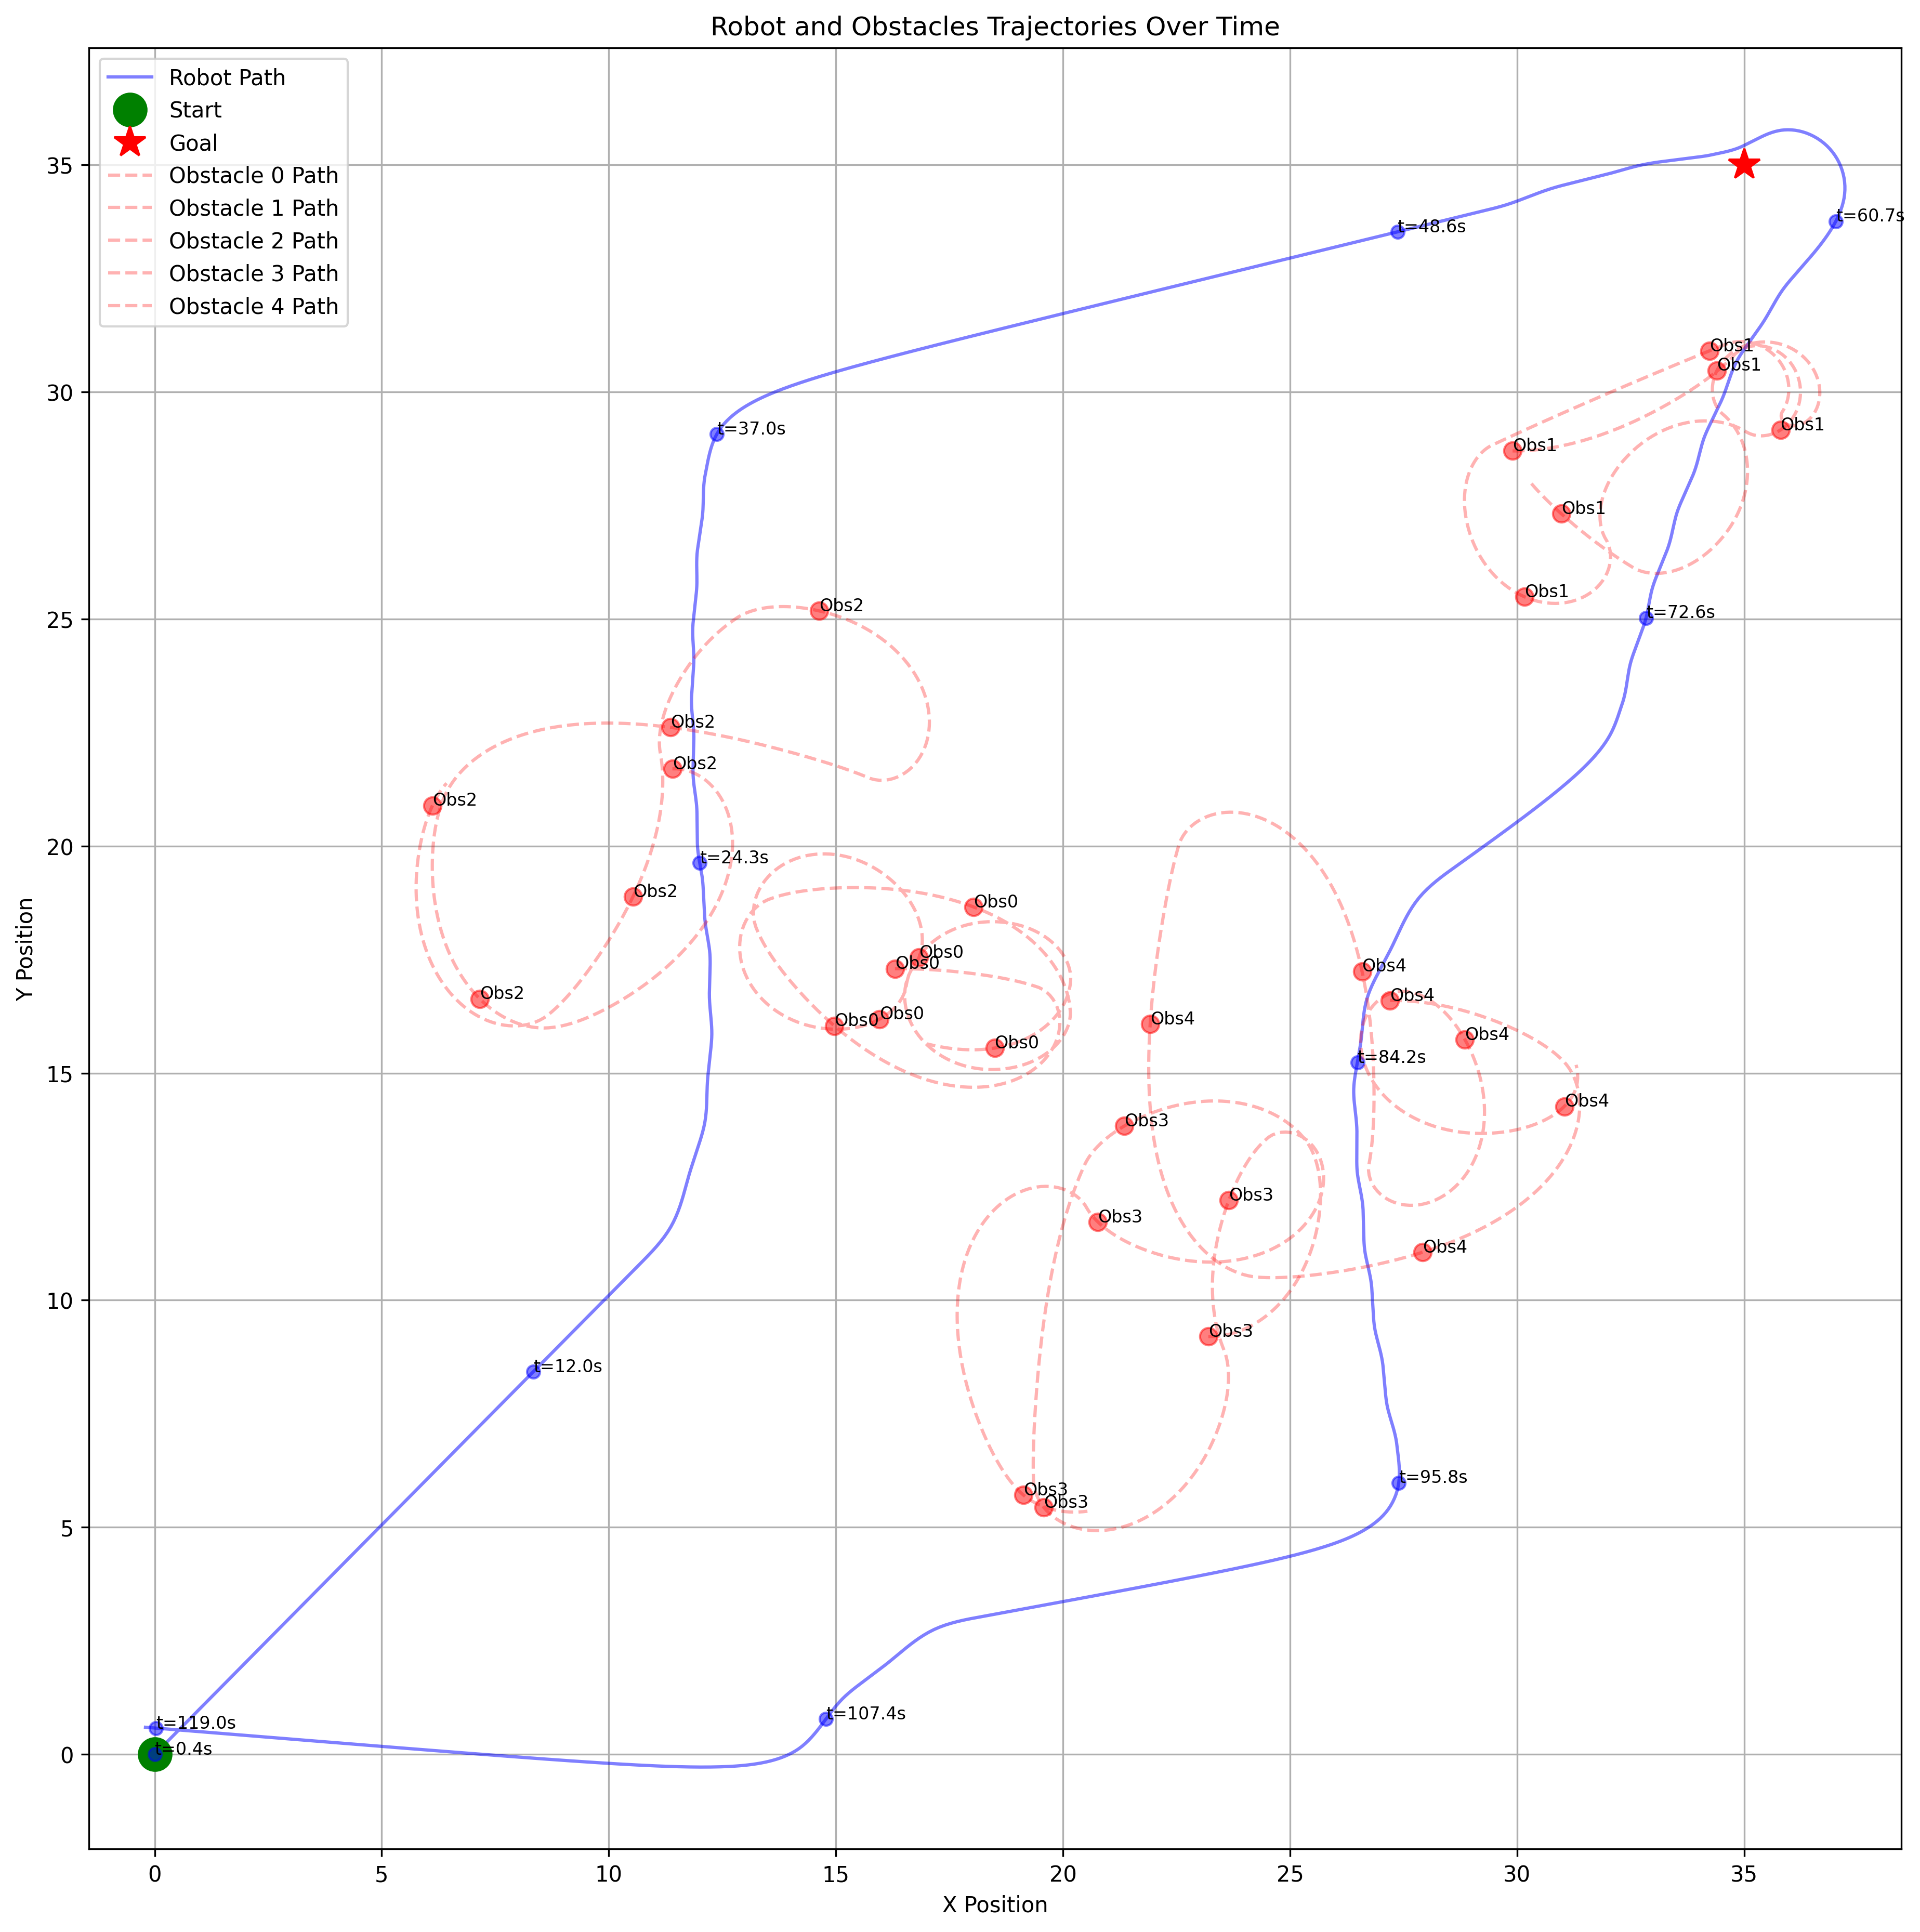 Robot and Obstacles Trajectories Over Time
Robot Path
Start
Goal
Obstacle 0 Path
Obstacle 1 Path
Obstacle 2 Path
Obstacle 3 Path
Obstacle 4 Path
35
30
25
20
15
10
5
0
Y Position
t=60.7s
t=48.6s
Obs1
Obs1
Obs1
t=37.0s
Obs1
Obs1
Obs1
t=72.6s
Obs2
Obs2
Obs2
Obs2
t=24.3s
Obs2
Obs0
Obs0
Obs0
Obs4
Obs2
Obs4
Obs0
Obs0
Obs4
Obs4
Obs0
t=84.2s
Obs4
Obs3
Obs3
Obs3
Obs4
Obs3
t=12.0s
t=95.8s
Obs3
Obs3
t=107.4s
t=119.0s
t=0.4s
0
5
10
15
20
25
30
35
X Position